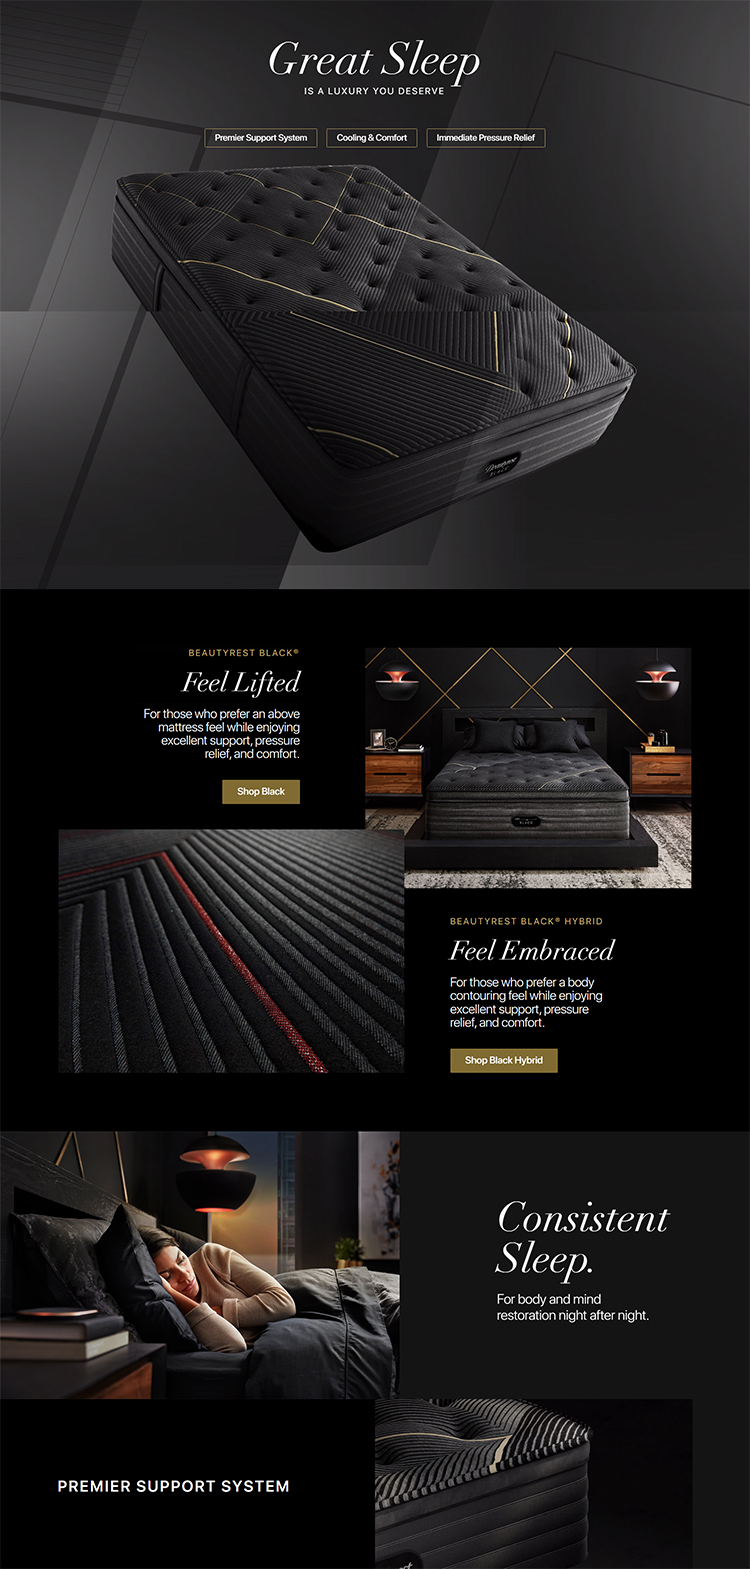 Great Sleep
IS A LUXURY YOU DESERVE
Premier Support System
Cooling & Comfort
Immediate Pressure Relief
Beautyrest
BLACK
BEAUTYREST BLACK®
Feel Lifted
For those who prefer an above
mattress feel while enjoying
excellent support, pressure
relief, and comfort.
Shop Black
BLACK
BEAUTYREST BLACK® HYBRID
Feel Embraced
For those who prefer a body
contouring feel while enjoying
excellent support, pressure
relief, and comfort.
Shop Black Hybrid
Consistent
Sleep.
For body and mind
restoration night after night.
PREMIER SUPPORT SYSTEM